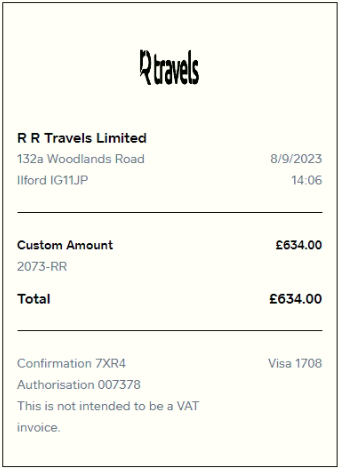 R travels
R R Travels Limited
132a Woodlands Road 8/9/2023
Ilford IG11JP 14:06
Custom Amount £634.00
2073-RR
Total £634.00
Confirmation 7XR4 Visa 1708
Authorisation 007378
This is not intended to be a VAT
invoice.